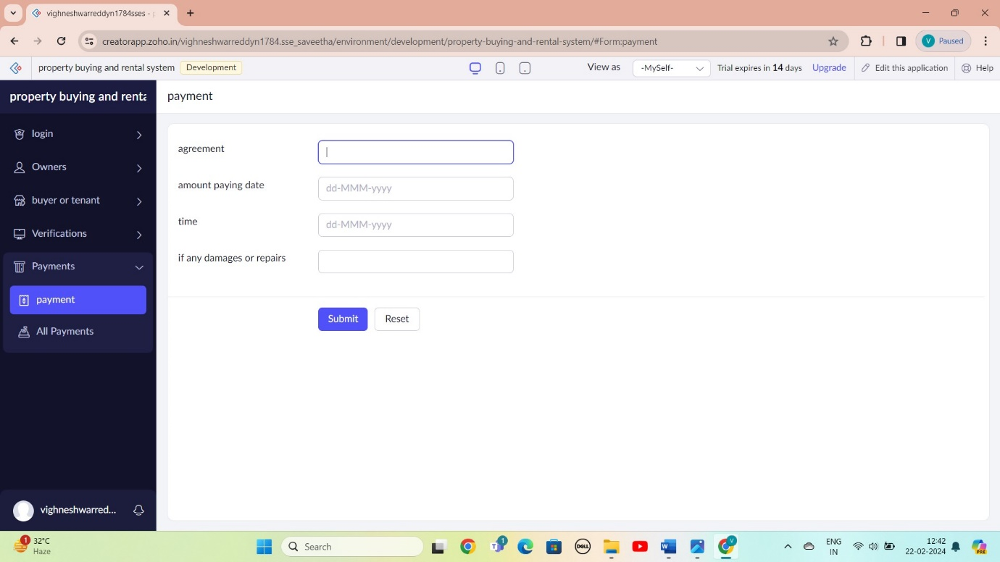 vighneshwarreddyn1784sses - p
creatorapp.zoho.in/vighneshwarreddyn1784.sse_saveetha/environment/development/property-buying-and-rental-system/#Form:payment
V Paused
property buying and rental system Development View as -MySelf- Trial expires in 14 days Upgrade Edit this application Help
property buying and renta
payment
login
Owners
buyer or tenant
Verifications
Payments
payment
All Payments
agreement
amount paying date dd-MMM-yyyy
time dd-MMM-yyyy
if any damages or repairs
Submit Reset
vighneshwarred...
1
32°C
Haze
Search
1
DELL
W
V
ENG
IN
12:42
22-02-2024
PRE